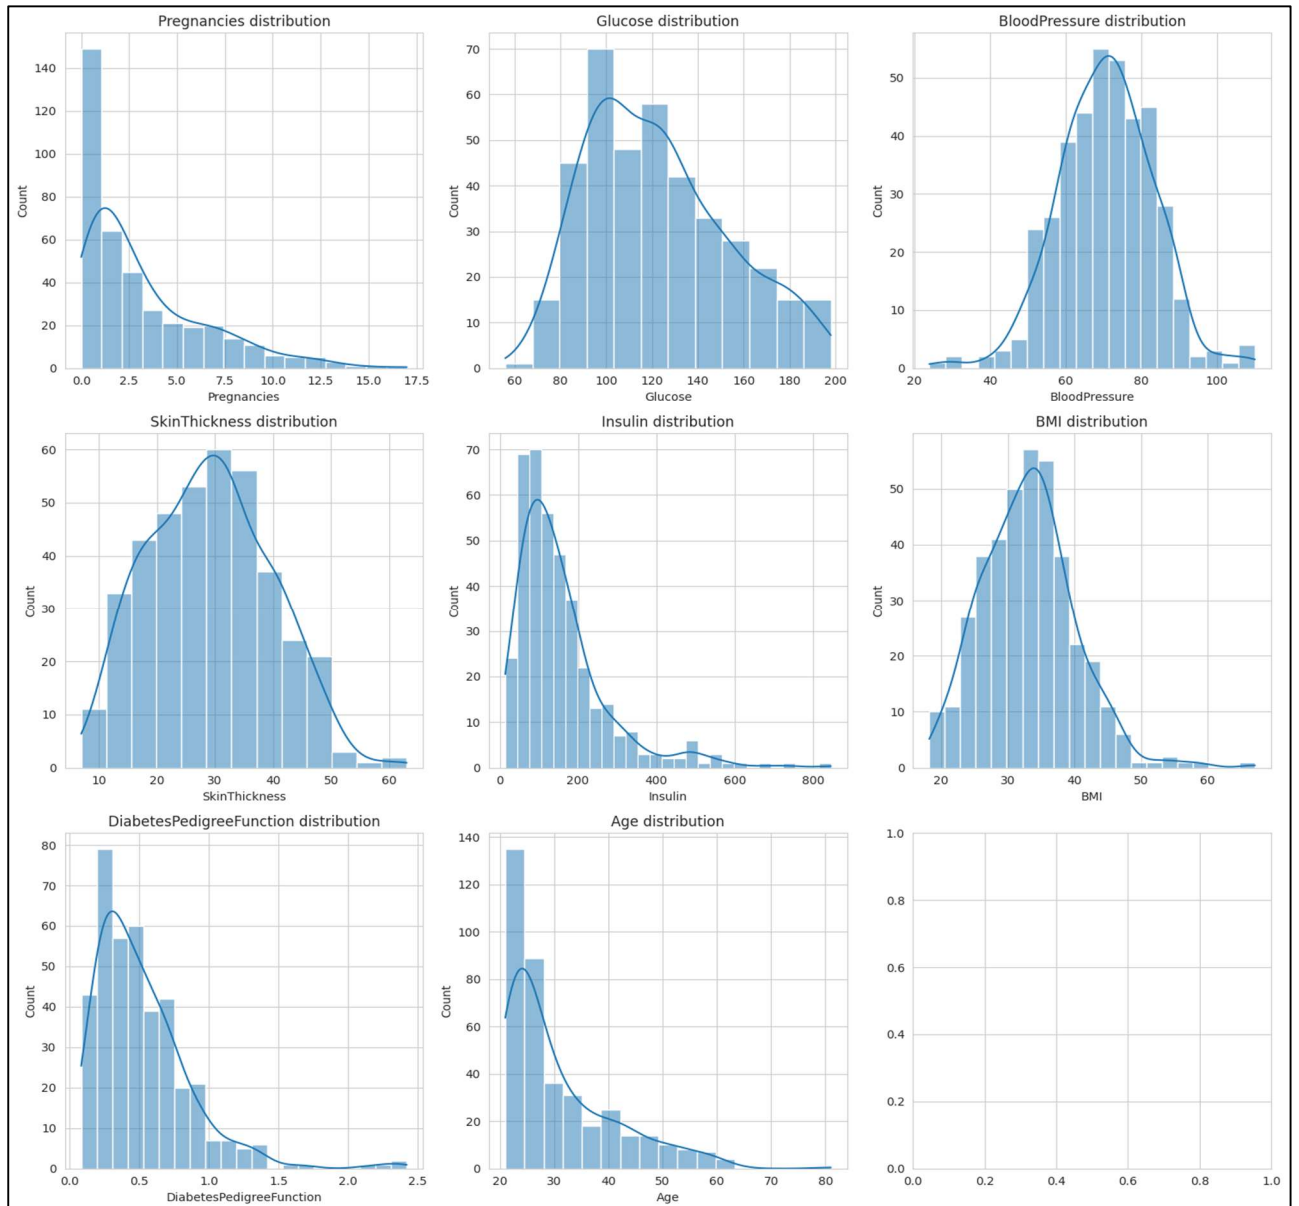 Pregnancies distribution
Glucose distribution
BloodPressure distribution
140
120
100
80
60
40
20
0
Count
0.0 2.5 5.0 7.5 10.0 12.5 15.0 17.5
Pregnancies
70
60
50
40
30
20
10
0
Count
60 80 100 120 140 160 180 200
Glucose
50
40
30
20
10
0
Count
20 40 60 80 100
BloodPressure
SkinThickness distribution
Insulin distribution
BMI distribution
60
50
40
30
20
10
0
Count
10 20 30 40 50 60
SkinThickness
70
60
50
40
30
20
10
0
Count
0 200 400 600 800
Insulin
50
40
30
20
10
0
Count
20 30 40 50 60
BMI
DiabetesPedigreeFunction distribution
Age distribution
80
70
60
50
40
30
20
10
0
Count
0.0 0.5 1.0 1.5 2.0 2.5
DiabetesPedigreeFunction
140
120
100
80
60
40
20
0
Count
20 30 40 50 60 70 80
Age
1.0
0.8
0.6
0.4
0.2
0.0
0.0 0.2 0.4 0.6 0.8 1.0